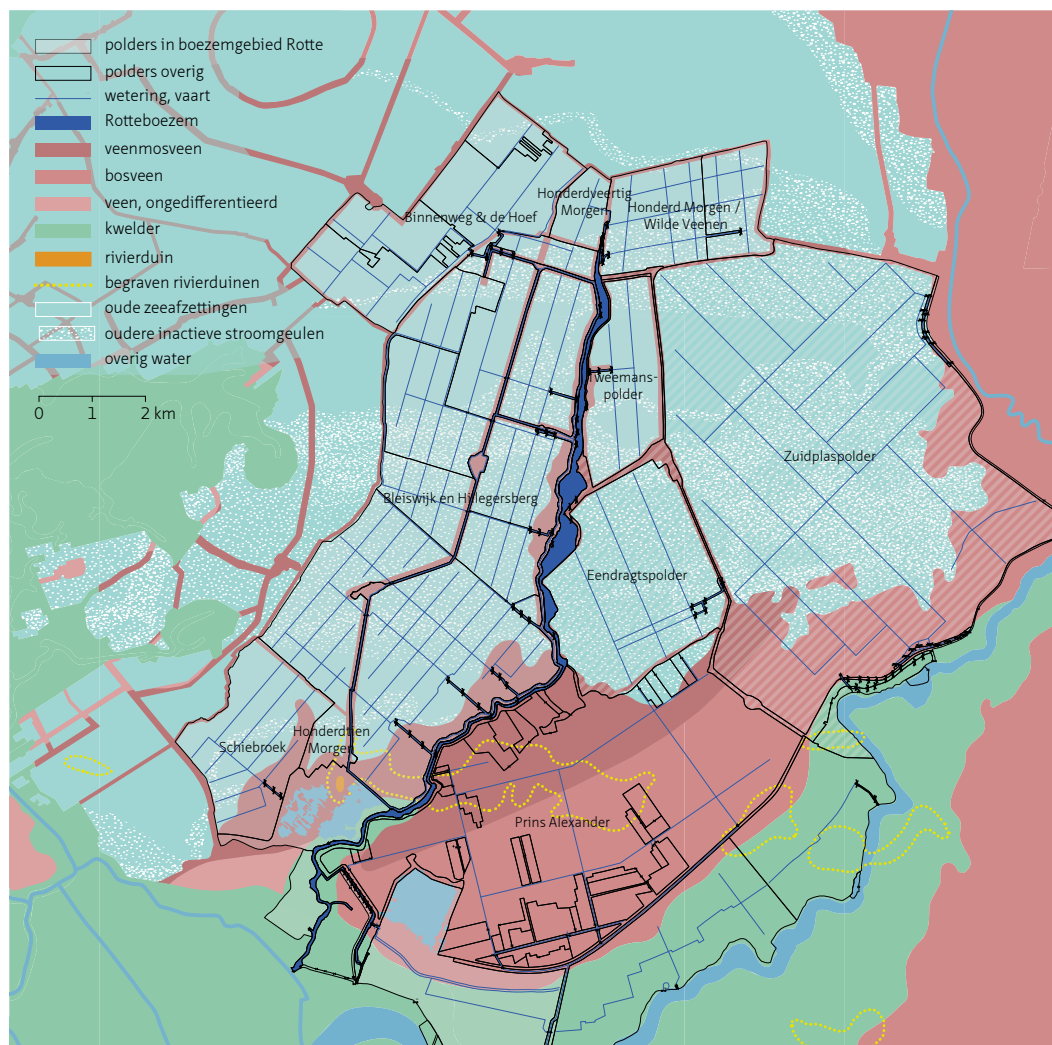 polders in boezemgebied Rotte
polders overig
wetering, vaart
Rotteboezem
veenmosveen
bosveen
veen, ongedifferentieerd
kwelder
rivierduin
begraven rivierduinen
oude zeeafzettingen
oudere inactieve stroomgeulen
overig water
0 1 2 km
Binnenweg & de Hoef
Honderdveertig
Morgen
Honderd Morgen /
Wilde Veenen
Tweemans-
polder
Zuidplaspolder
Bleiswijk en Hillegersberg
Eendragtspolder
Schiebroek
Honderdtien
Morgen
Prins Alexander